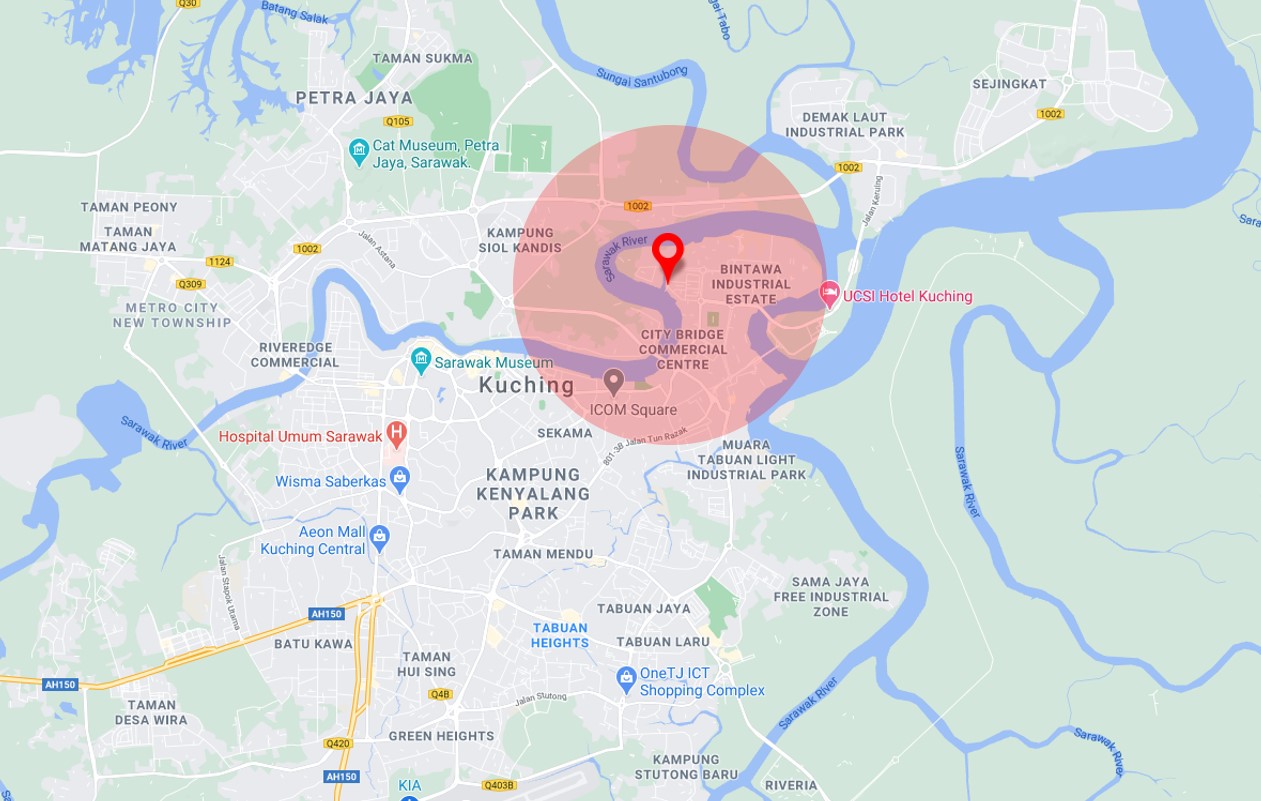 Q30
Batang Salak
gai Tabo
TAMAN SUKMA
Sungai Santubong
SEJINGKAT
PETRA JAYA
Q105
1002
DEMAK LAUT
INDUSTRIAL PARK
Cat Museum, Petra
Jaya, Sarawak.
1002
Jalan Keruing
TAMAN PEONY
1002
TAMAN
MATANG JAYA
KAMPUNG
SIOL KANDIS
Jalan Astana
1002
Sarawak River
1124
Q309
BINTAWA
INDUSTRIAL
ESTATE
UCSI Hotel Kuching
METRO CITY
NEW TOWNSHIP
CITY BRIDGE
COMMERCIAL
CENTRE
RIVEREDGE
COMMERCIAL
Sarawak Museum
Kuching
ICOM Square
Sarawak River
Hospital Umum Sarawak
SEKAMA
801-3B Jalan Tun Razak
MUARA
TABUAN LIGHT
INDUSTRIAL PARK
Sarawak River
Wisma Saberkas
KAMPUNG
KENYALANG
PARK
Aeon Mall
Kuching Central
TAMAN MENDU
Jalan Stapok Utama
SAMA JAYA
FREE INDUSTRIAL
ZONE
AH150
TABUAN JAYA
TABUAN
HEIGHTS
TABUAN LARU
BATU KAWA
TAMAN
HUI SING
OneTJ ICT
Shopping Complex
AH150
Q4B
Jalan Stutong
Sarawak River
TAMAN
DESA WIRA
GREEN HEIGHTS
Q420
Sarawak River
KAMPUNG
STUTONG BARU
AH150
KIA
Q403B
RIVERIA